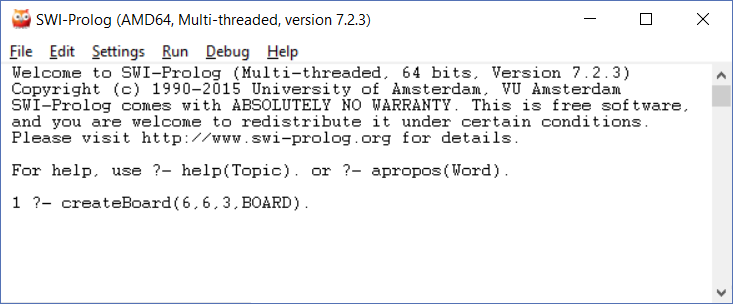 SWI-Prolog (AMD64, Multi-threaded, version 7.2.3)
File Edit Settings Run Debug Help
Welcome to SWI-Prolog (Multi-threaded, 64 bits, Version 7.2.3)
Copyright (c) 1990-2015 University of Amsterdam, VU Amsterdam
SWI-Prolog comes with ABSOLUTELY NO WARRANTY. This is free software,
and you are welcome to redistribute it under certain conditions.
Please visit http://www.swi-prolog.org for details.
For help, use ?- help(Topic). or ?- apropos(Word).
1 ?- createBoard(6,6,3,BOARD).